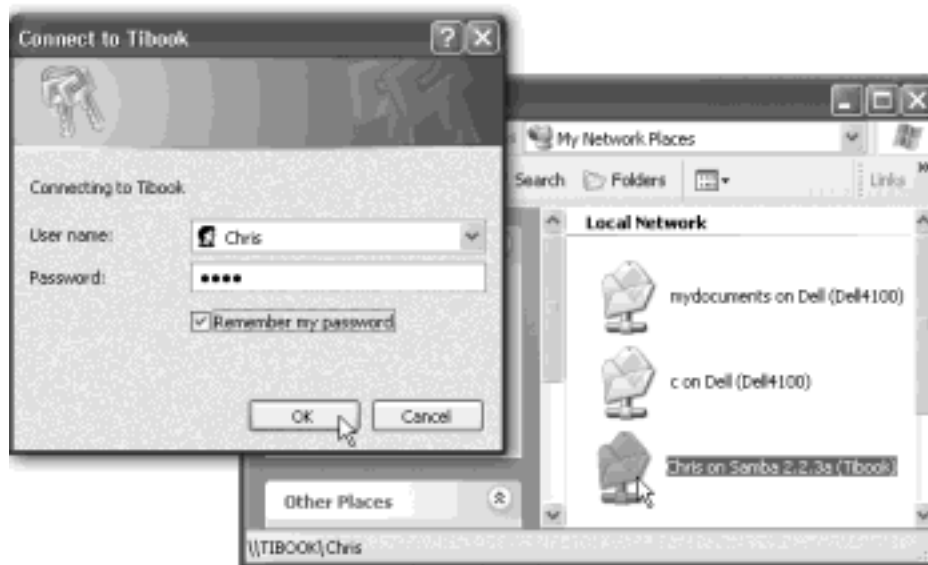 Connect to Tibook
Connecting to Tibook
User name:
Chris
Password:
Remember my password
OK
Cancel
My Network Places
Search
Folders
Links
Local Network
mydocuments on Dell (Dell4100)
c on Dell (Dell4100)
Chris on Samba 2.2.3a (Tibook)
Other Places
\\TIBOOK\Chris